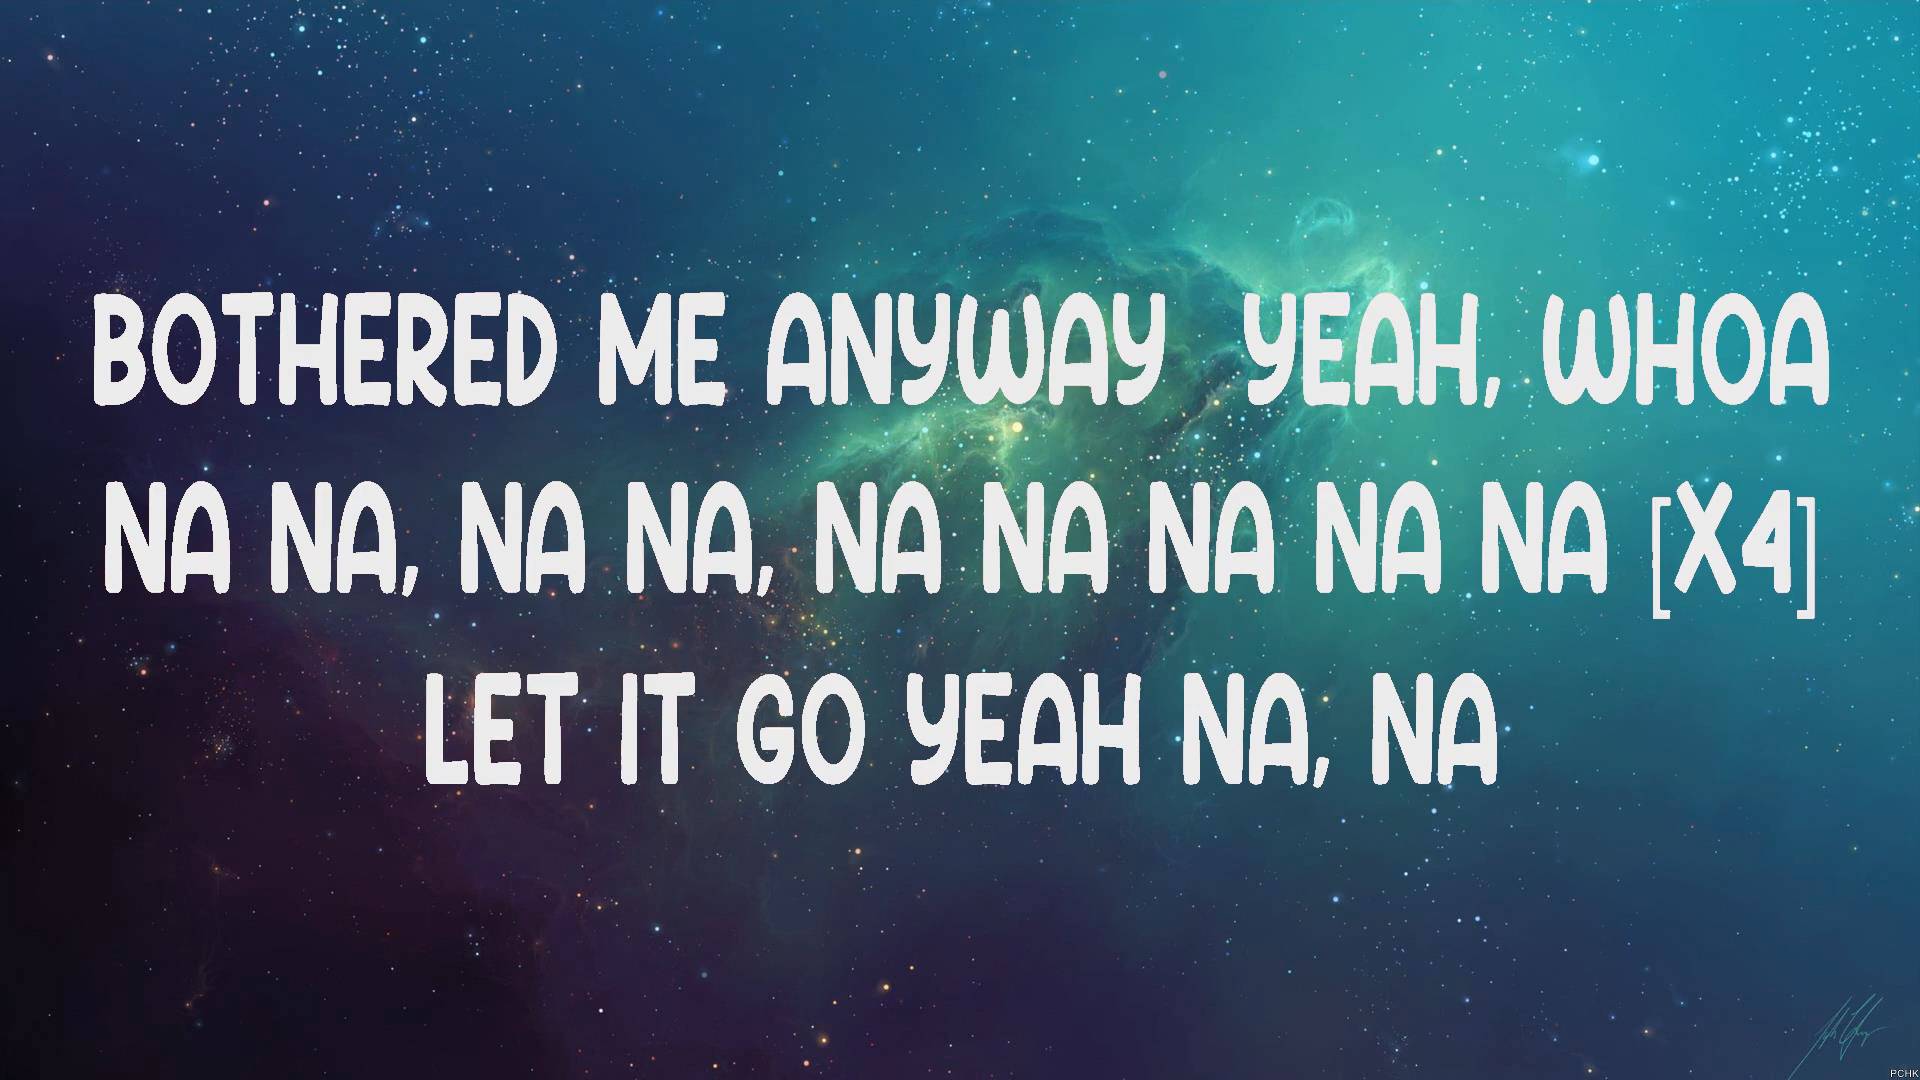 BOTHERED ME ANYWAY  YEAH, WHOA
NA NA, NA NA, NA NA NA NA NA [X4]
LET IT GO YEAH NA, NA
PCHK